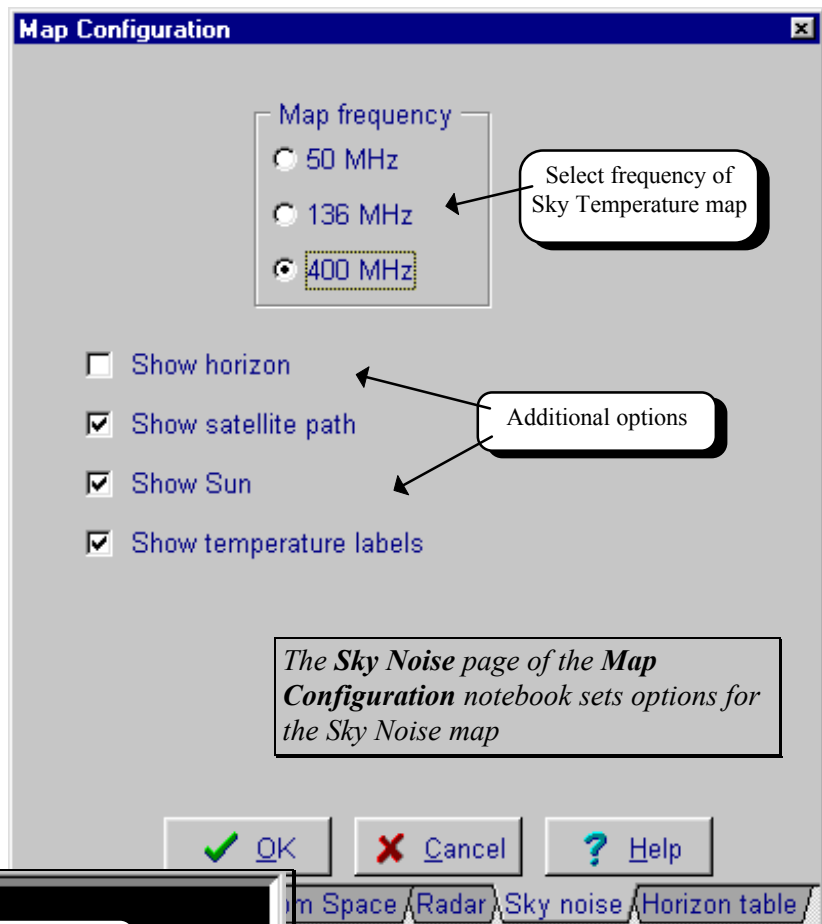 Map Configuration
Map frequency
50 MHz
136 MHz
400 MHz
Select frequency of
Sky Temperature map
Show horizon
Show satellite path
Show Sun
Show temperature labels
Additional options
The Sky Noise page of the Map
Configuration notebook sets options for
the Sky Noise map
OK
Cancel
? Help
Space
Radar
Sky noise
Horizon table